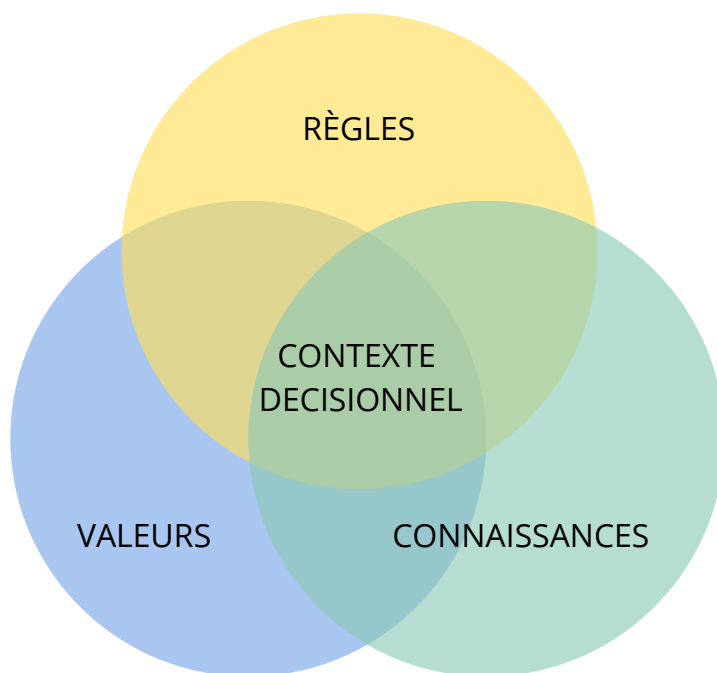 RÈGLES
CONTEXTE
DECISIONNEL
VALEURS
CONNAISSANCES